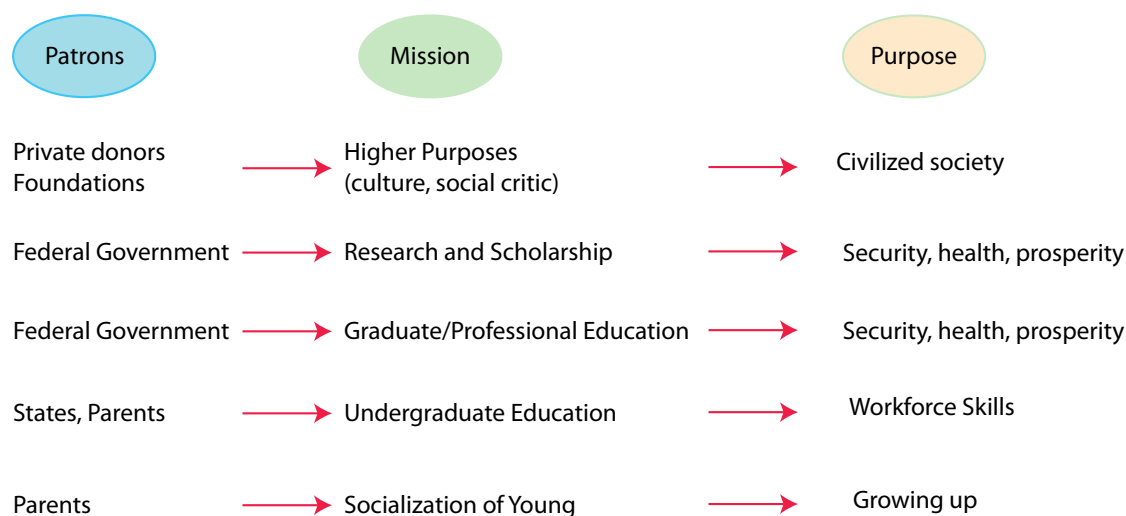 Patrons
Mission
Purpose
Private donors
Foundations
Higher Purposes
(culture, social critic)
Civilized society
Federal Government
Research and Scholarship
Security, health, prosperity
Federal Government
Graduate/Professional Education
Security, health, prosperity
States, Parents
Undergraduate Education
Workforce Skills
Parents
Socialization of Young
Growing up